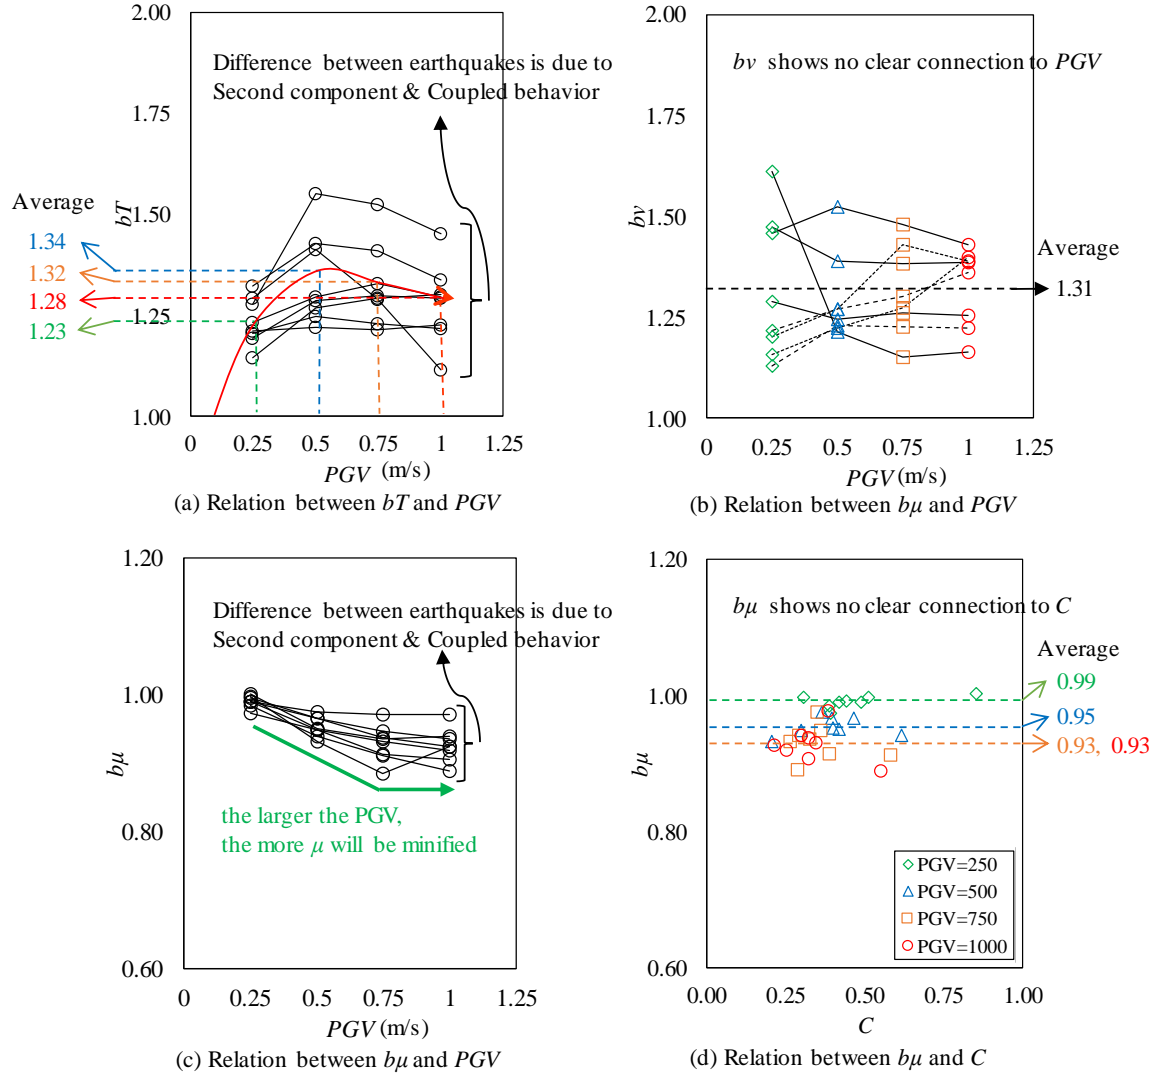 2.00
Difference between earthquakes is due to
Second component & Coupled behavior
1.75
bT
1.50
Average
1.34
1.32
1.28
1.23
1.25
1.00
0 0.25 0.5 0.75 1 1.25
PGV (m/s)
(a) Relation between bT and PGV
2.00
bv shows no clear connection to PGV
1.75
bv
1.50
Average
1.31
1.25
1.00
0 0.25 0.5 0.75 1 1.25
PGV (m/s)
(b) Relation between bμ and PGV
1.20
Difference between earthquakes is due to
Second component & Coupled behavior
1.00
bμ
the larger the PGV,
the more μ will be minified
0.80
0.60
0 0.25 0.5 0.75 1 1.25
PGV (m/s)
(c) Relation between bμ and PGV
1.20
bμ shows no clear connection to C
Average
0.99
1.00
0.95
0.93, 0.93
bμ
0.80
PGV=250
PGV=500
PGV=750
PGV=1000
0.60
0.00 0.25 0.50 0.75 1.00
C
(d) Relation between bμ and C